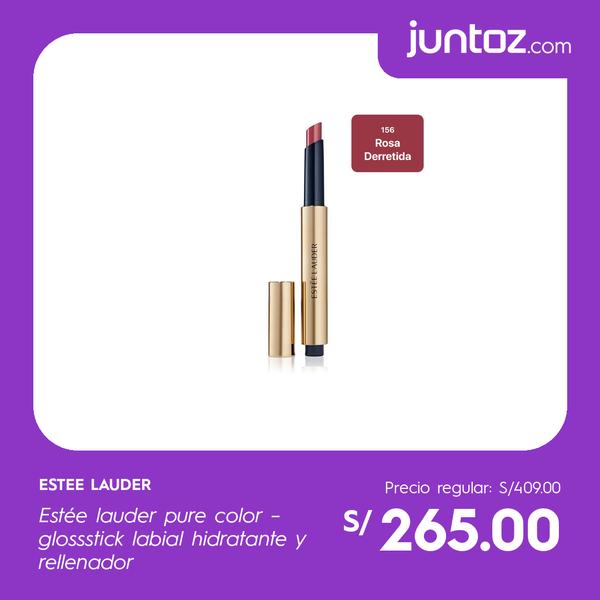 juntoz.com
156
Rosa
Derretida
ESTĒE LAUDER
ESTEE LAUDER
Precio regular: S/409.00
Estée lauder pure color -
glossstick labial hidratante y
rellenador
S/ 265.00